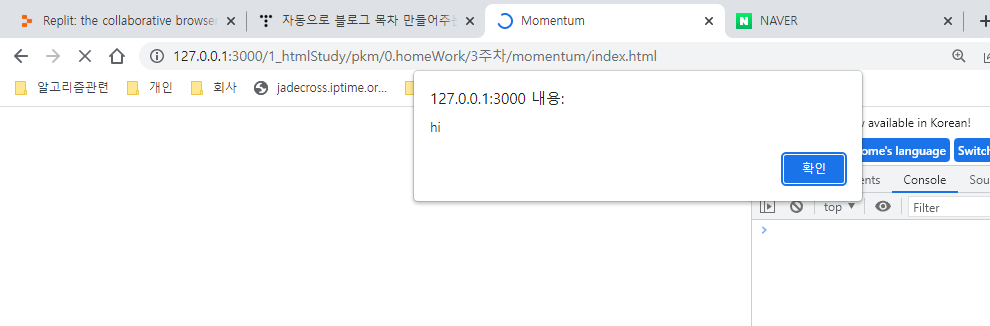 Replit: the collaborative browser
자동으로 블로그 목차 만들어주는
Momentum
NAVER
127.0.0.1:3000/1_htmlStudy/pkm/0.homeWork/3주차/momentum/index.html
알고리즘관련
개인
회사
jadecross.iptime.or...
127.0.0.1:3000 내용:
hi
확인
available in Korean!
ome's language
Switch
ents
Console
Sou
top
Filter